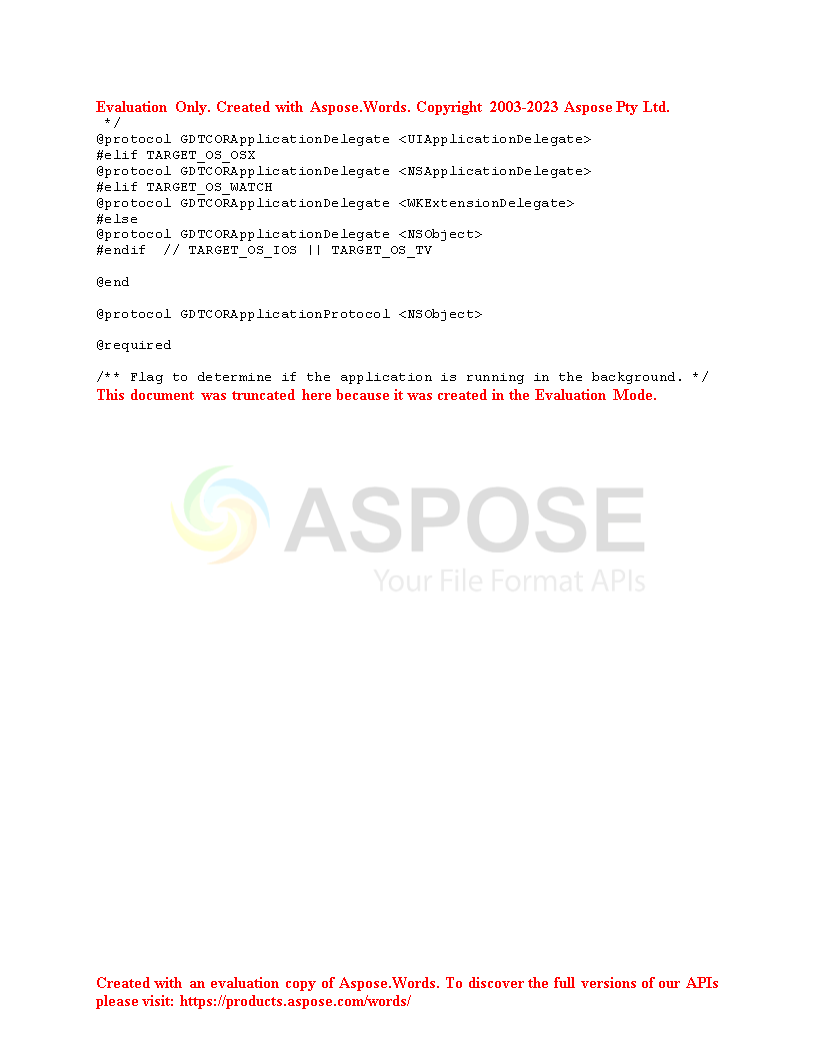 Evaluation Only. Created with Aspose.Words. Copyright 2003-2023 Aspose Pty Ltd.
 */
@protocol GDTCORApplicationDelegate <UIApplicationDelegate>
#elif TARGET_OS_OSX
@protocol GDTCORApplicationDelegate <NSApplicationDelegate>
#elif TARGET_OS_WATCH
@protocol GDTCORApplicationDelegate <WKExtensionDelegate>
#else
@protocol GDTCORApplicationDelegate <NSObject>
#endif  // TARGET_OS_IOS || TARGET_OS_TV
@end
@protocol GDTCORApplicationProtocol <NSObject>
@required
/** Flag to determine if the application is running in the background. */
This document was truncated here because it was created in the Evaluation Mode.
ASPOSE
Your File Format APIs
Created with an evaluation copy of Aspose.Words. To discover the full versions of our APIs
please visit: https://products.aspose.com/words/